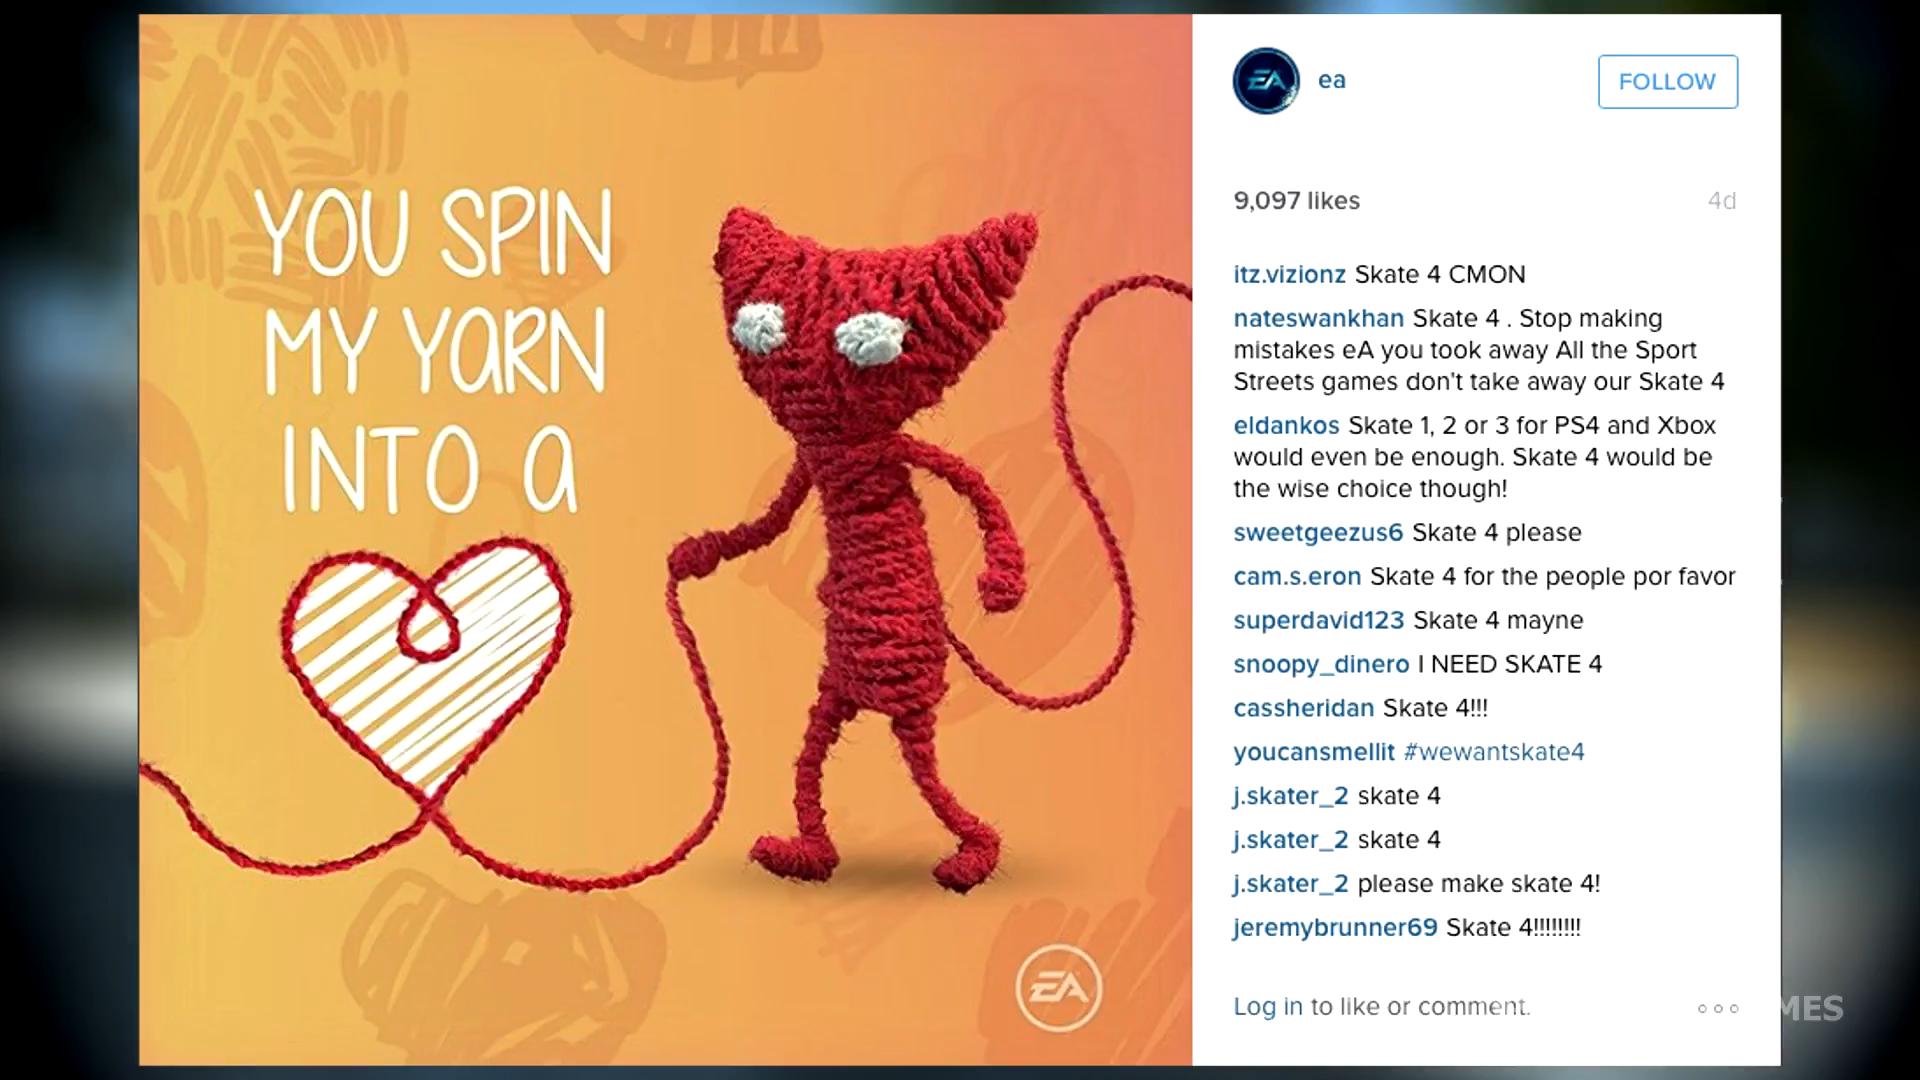 YOU SPIN
MY YARN
INTO a
EA
EA
ea
FOLLOW
9,097 likes
4d
itz.vizionz Skate 4 CMON
nateswankhan Skate 4 . Stop making
mistakes eA you took away All the Sport
Streets games don't take away our Skate 4
eldankos Skate 1, 2 or 3 for PS4 and Xbox
would even be enough. Skate 4 would be
the wise choice though!
sweetgeezus6 Skate 4 please
cam.s.eron Skate 4 for the people por favor
superdavid123 Skate 4 mayne
snoopy_dinero I NEED SKATE 4
cassheridan Skate 4!!!
youcansmellit #wewantskate4
j.skater_2 skate 4
j.skater_2 skate 4
j.skater_2 please make skate 4!
jeremybrunner69 Skate 4!!!!!!!!
Log in to like or comment.